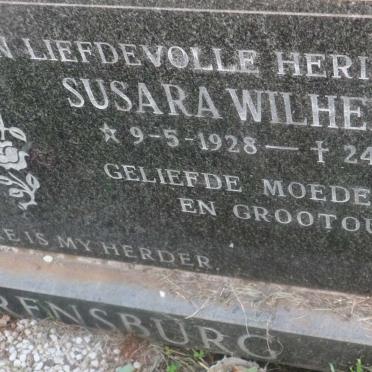 N LIEFDEVOLLE HERI
SUSARA WILHE
☆ 9-5-1928 — † 24
GELIEFDE MOEDE
EN GROOTOU
E IS MY HERDER.
RENSBURG